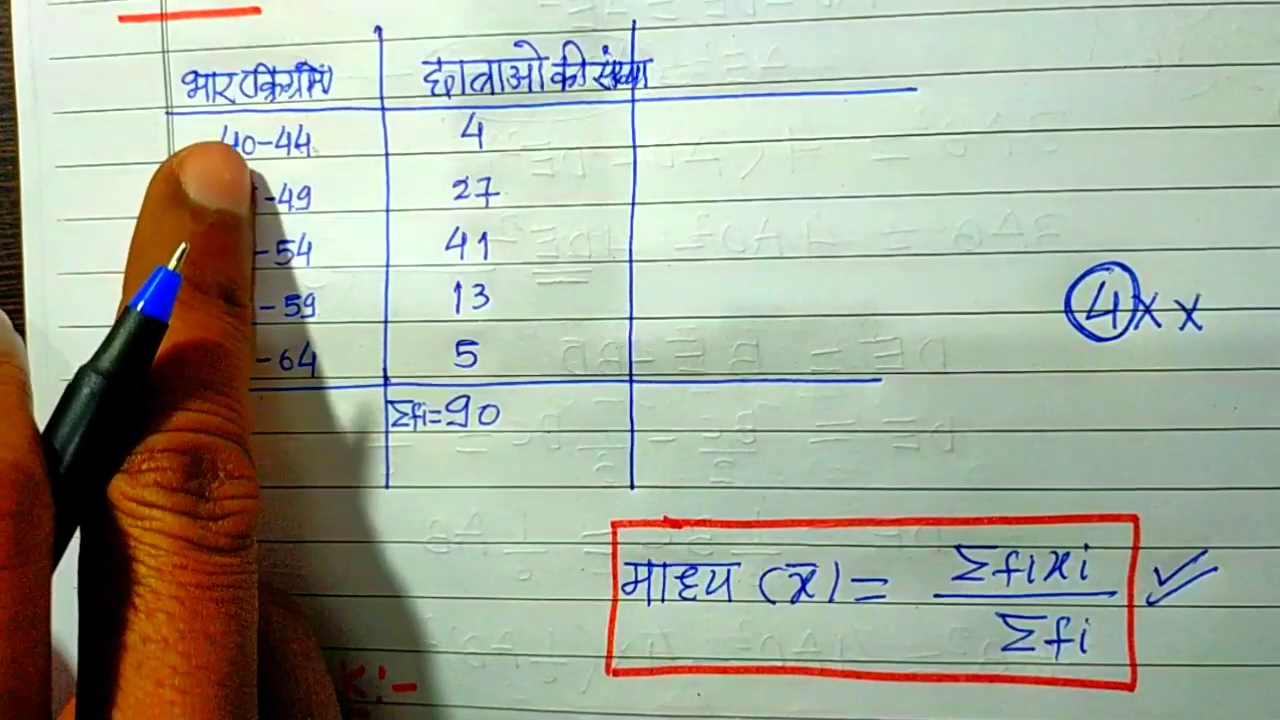 भार (किग्रा में) छात्राओ की संख्या
40-44 4
-49 27
-54 41
-59 13
-64 5
Σfi=90
4xx
माध्य (x̄) = Σfixi
Σfi
k:-